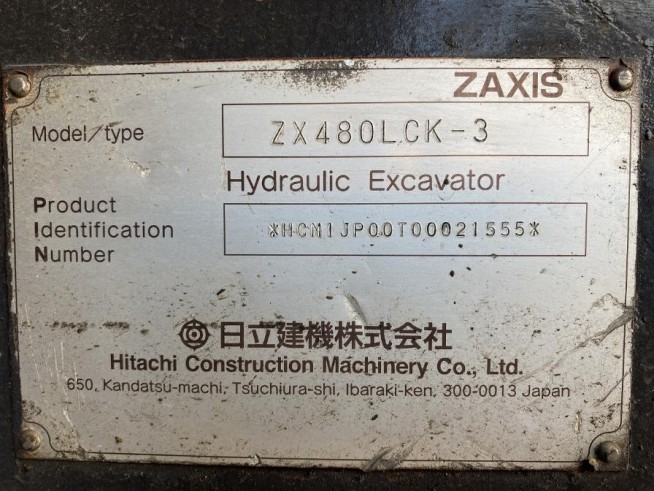 ZAXIS
Model/type ZX480LCK-3
Hydraulic Excavator
Product
Identification *HCM1JP00T00021555*
Number
日立建機株式会社
Hitachi Construction Machinery Co., Ltd.
650, Kandatsu-machi, Tsuchiura-shi, Ibaraki-ken, 300-0013 Japan